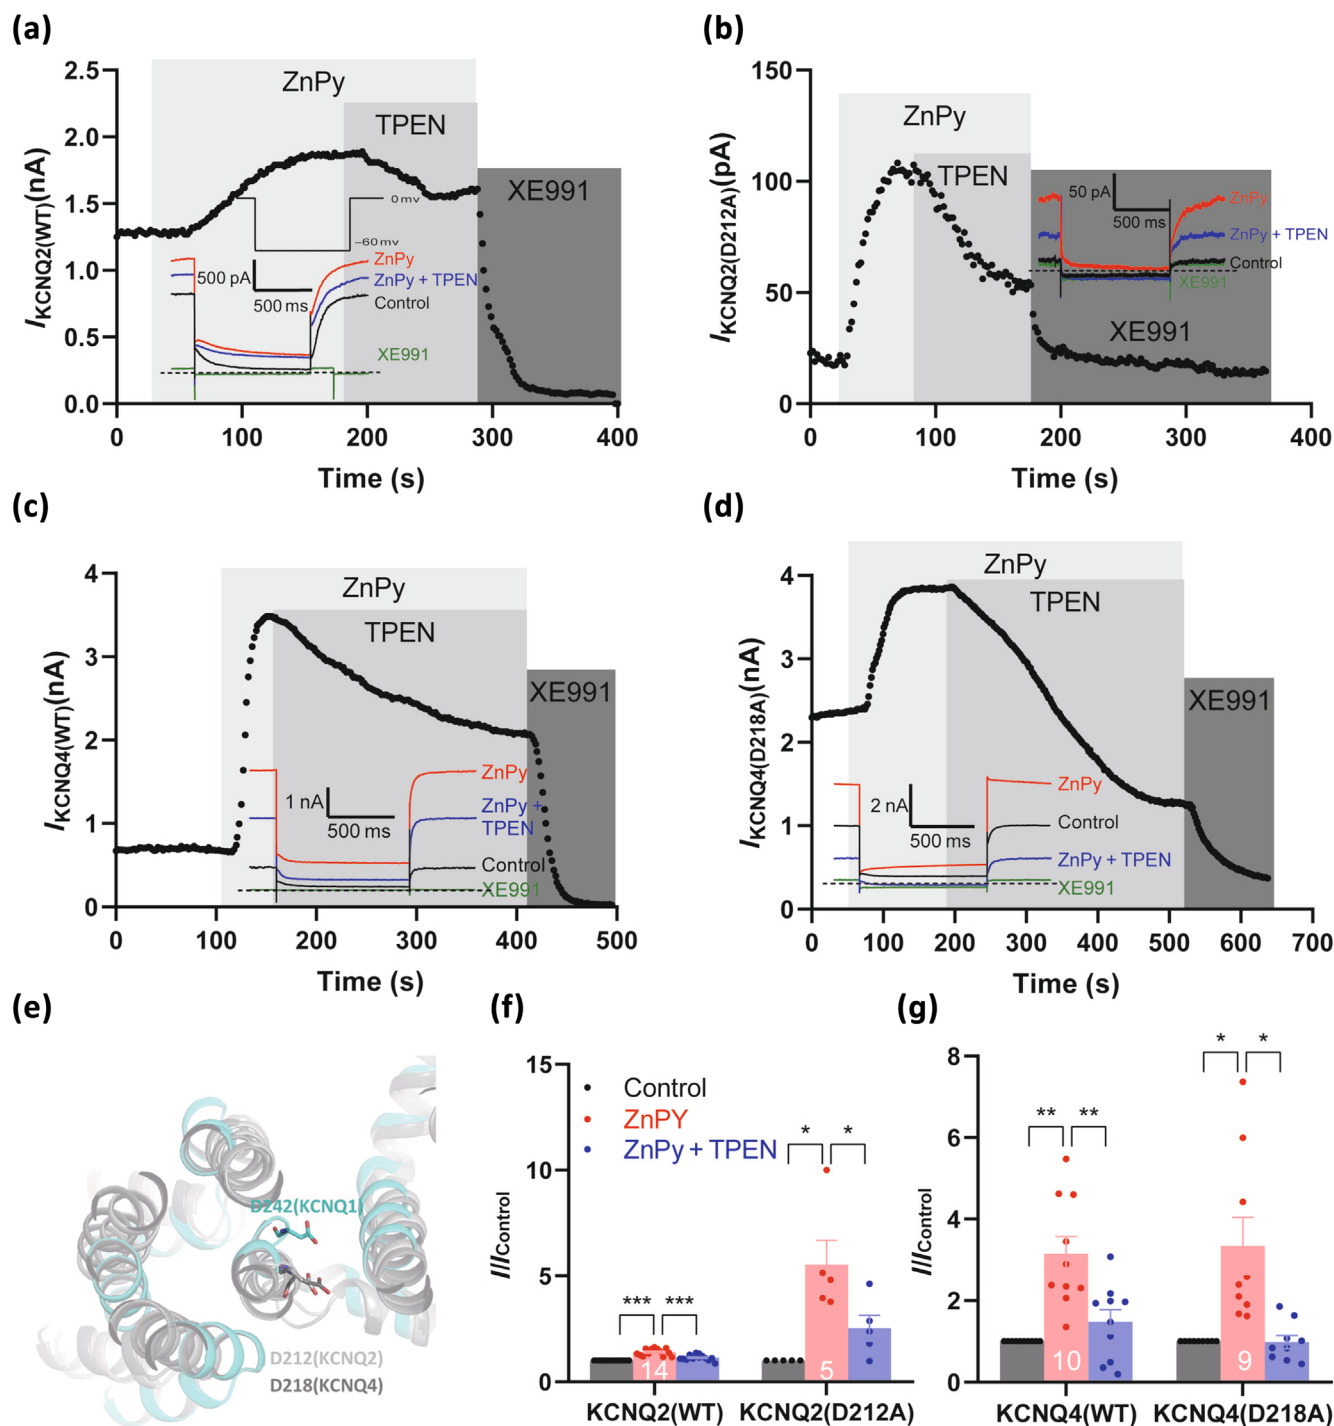 (a)
I KCNQ2(WT)(nA)
2.5
2.0
1.5
1.0
0.5
0.0
ZnPy
TPEN
XE991
0 mv
−60 mv
500 pA
500 ms
ZnPy
ZnPy + TPEN
Control
XE991
0 100 200 300 400
Time (s)
(b)
I KCNQ2(D212A)(pA)
150
100
50
0
ZnPy
TPEN
XE991
50 pA
500 ms
ZnPy
ZnPy + TPEN
Control
XE991
0 100 200 300 400
Time (s)
(c)
I KCNQ4(WT)(nA)
4
3
2
1
0
ZnPy
TPEN
XE991
1 nA
500 ms
ZnPy
ZnPy +
TPEN
Control
XE991
0 100 200 300 400 500
Time (s)
(d)
I KCNQ4(D218A)(nA)
4
3
2
1
0
ZnPy
TPEN
XE991
2 nA
500 ms
ZnPy
Control
ZnPy + TPEN
XE991
0 100 200 300 400 500 600 700
Time (s)
(e)
D242(KCNQ1)
D212(KCNQ2)
D218(KCNQ4)
(f)
I/I Control
15
10
5
0
Control
ZnPY
ZnPy + TPEN
*** ***
* *
14
5
KCNQ2(WT) KCNQ2(D212A)
(g)
I/I Control
8
6
4
2
0
** **
* *
10
9
KCNQ4(WT) KCNQ4(D218A)